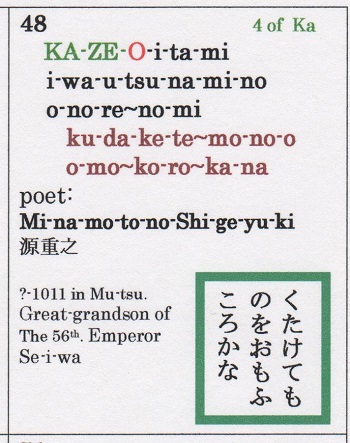 48
4 of Ka
KA-ZE-O-i-ta-mi
i-wa-u-tsu-na-mi-no
o-no-re~no-mi
ku-da-ke-te~mo-no-o
o-mo~ko-ro~ka-na
poet:
Mi-na-mo-to-no-Shi-ge-yu-ki
源重之
?-1011 in Mu-tsu.
Great-grandson of
The 56th. Emperor
Se-i-wa
くたけても
のをおもふ
ころかな